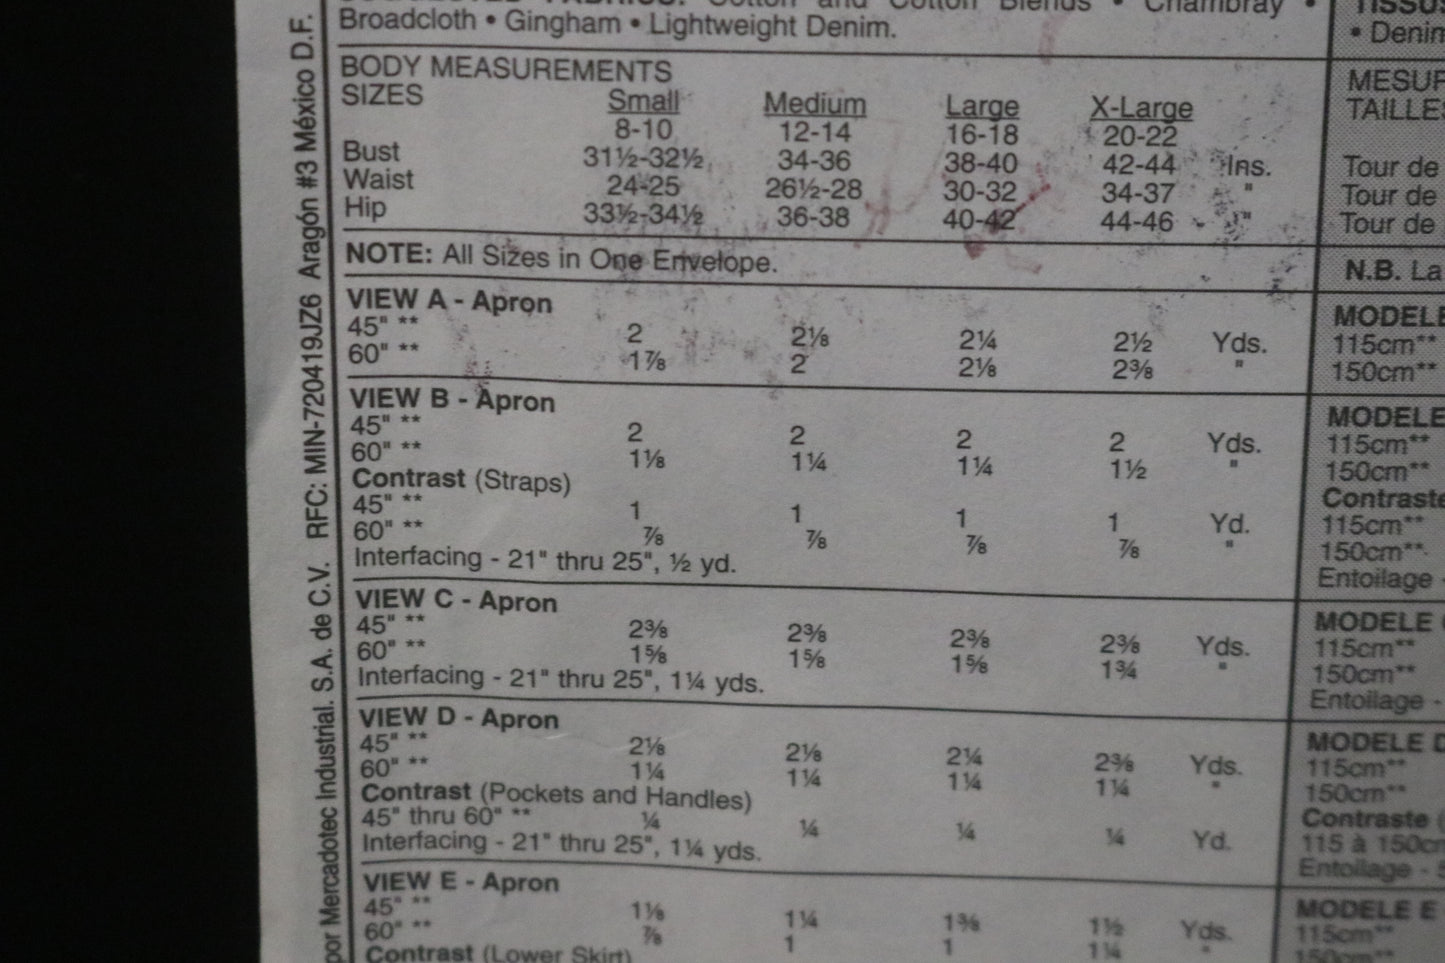 Cotton and Cotton Blends • Chambray •
Broadcloth • Gingham • Lightweight Denim.
BODY MEASUREMENTS
SIZES Small Medium Large X-Large
8-10 12-14 16-18 20-22
Bust 31½-32½ 34-36 38-40 42-44 Ins.
Waist 24-25 26½-28 30-32 34-37 "
Hip 33½-34½ 36-38 40-42 44-46 "
NOTE: All Sizes in One Envelope.
VIEW A - Apron
45" ** 2 2⅛ 2¼ 2½ Yds.
60" ** 1⅞ 2 2⅛ 2⅜ "
VIEW B - Apron
45" ** 2 2 2 2 Yds.
60" ** 1⅛ 1¼ 1¼ 1½ "
Contrast (Straps)
45" ** 1 1 1 1 Yd.
60" ** ⅞ ⅞ ⅞ ⅞ "
Interfacing - 21" thru 25", ½ yd.
VIEW C - Apron
45" ** 2⅜ 2⅜ 2⅜ 2⅜ Yds.
60" ** 1⅝ 1⅝ 1⅝ 1¾ "
Interfacing - 21" thru 25", 1¼ yds.
VIEW D - Apron
45" ** 2⅛ 2⅛ 2¼ 2⅜ Yds.
60" ** 1¼ 1¼ 1¼ 1¼ "
Contrast (Pockets and Handles)
45" thru 60" ** ¼ ¼ ¼ ¼ Yd.
Interfacing - 21" thru 25", 1¼ yds.
VIEW E - Apron
45" ** 1⅛ 1¼ 1⅜ 1½ Yds.
60" ** ⅞ 1 1 1¼ "
Contrast (Lower Skirt)
por Mercadotec Industrial. S.A. de C.V. RFC: MIN-720419JZ6 Aragón #3 México D.F.
• Denim
Tour de
Tour de
Tour de
N.B. La
MODELE
115cm**
150cm**
MODELE
115cm**
150cm**
Contraste
115cm**
150cm**
Entoilage -
MODELE
115cm**
150cm**
Entoilage -
MODELE D
115cm**
150cm**
Contraste (
115 à 150cm
Entoilage -
MODELE E
115cm**
150cm**